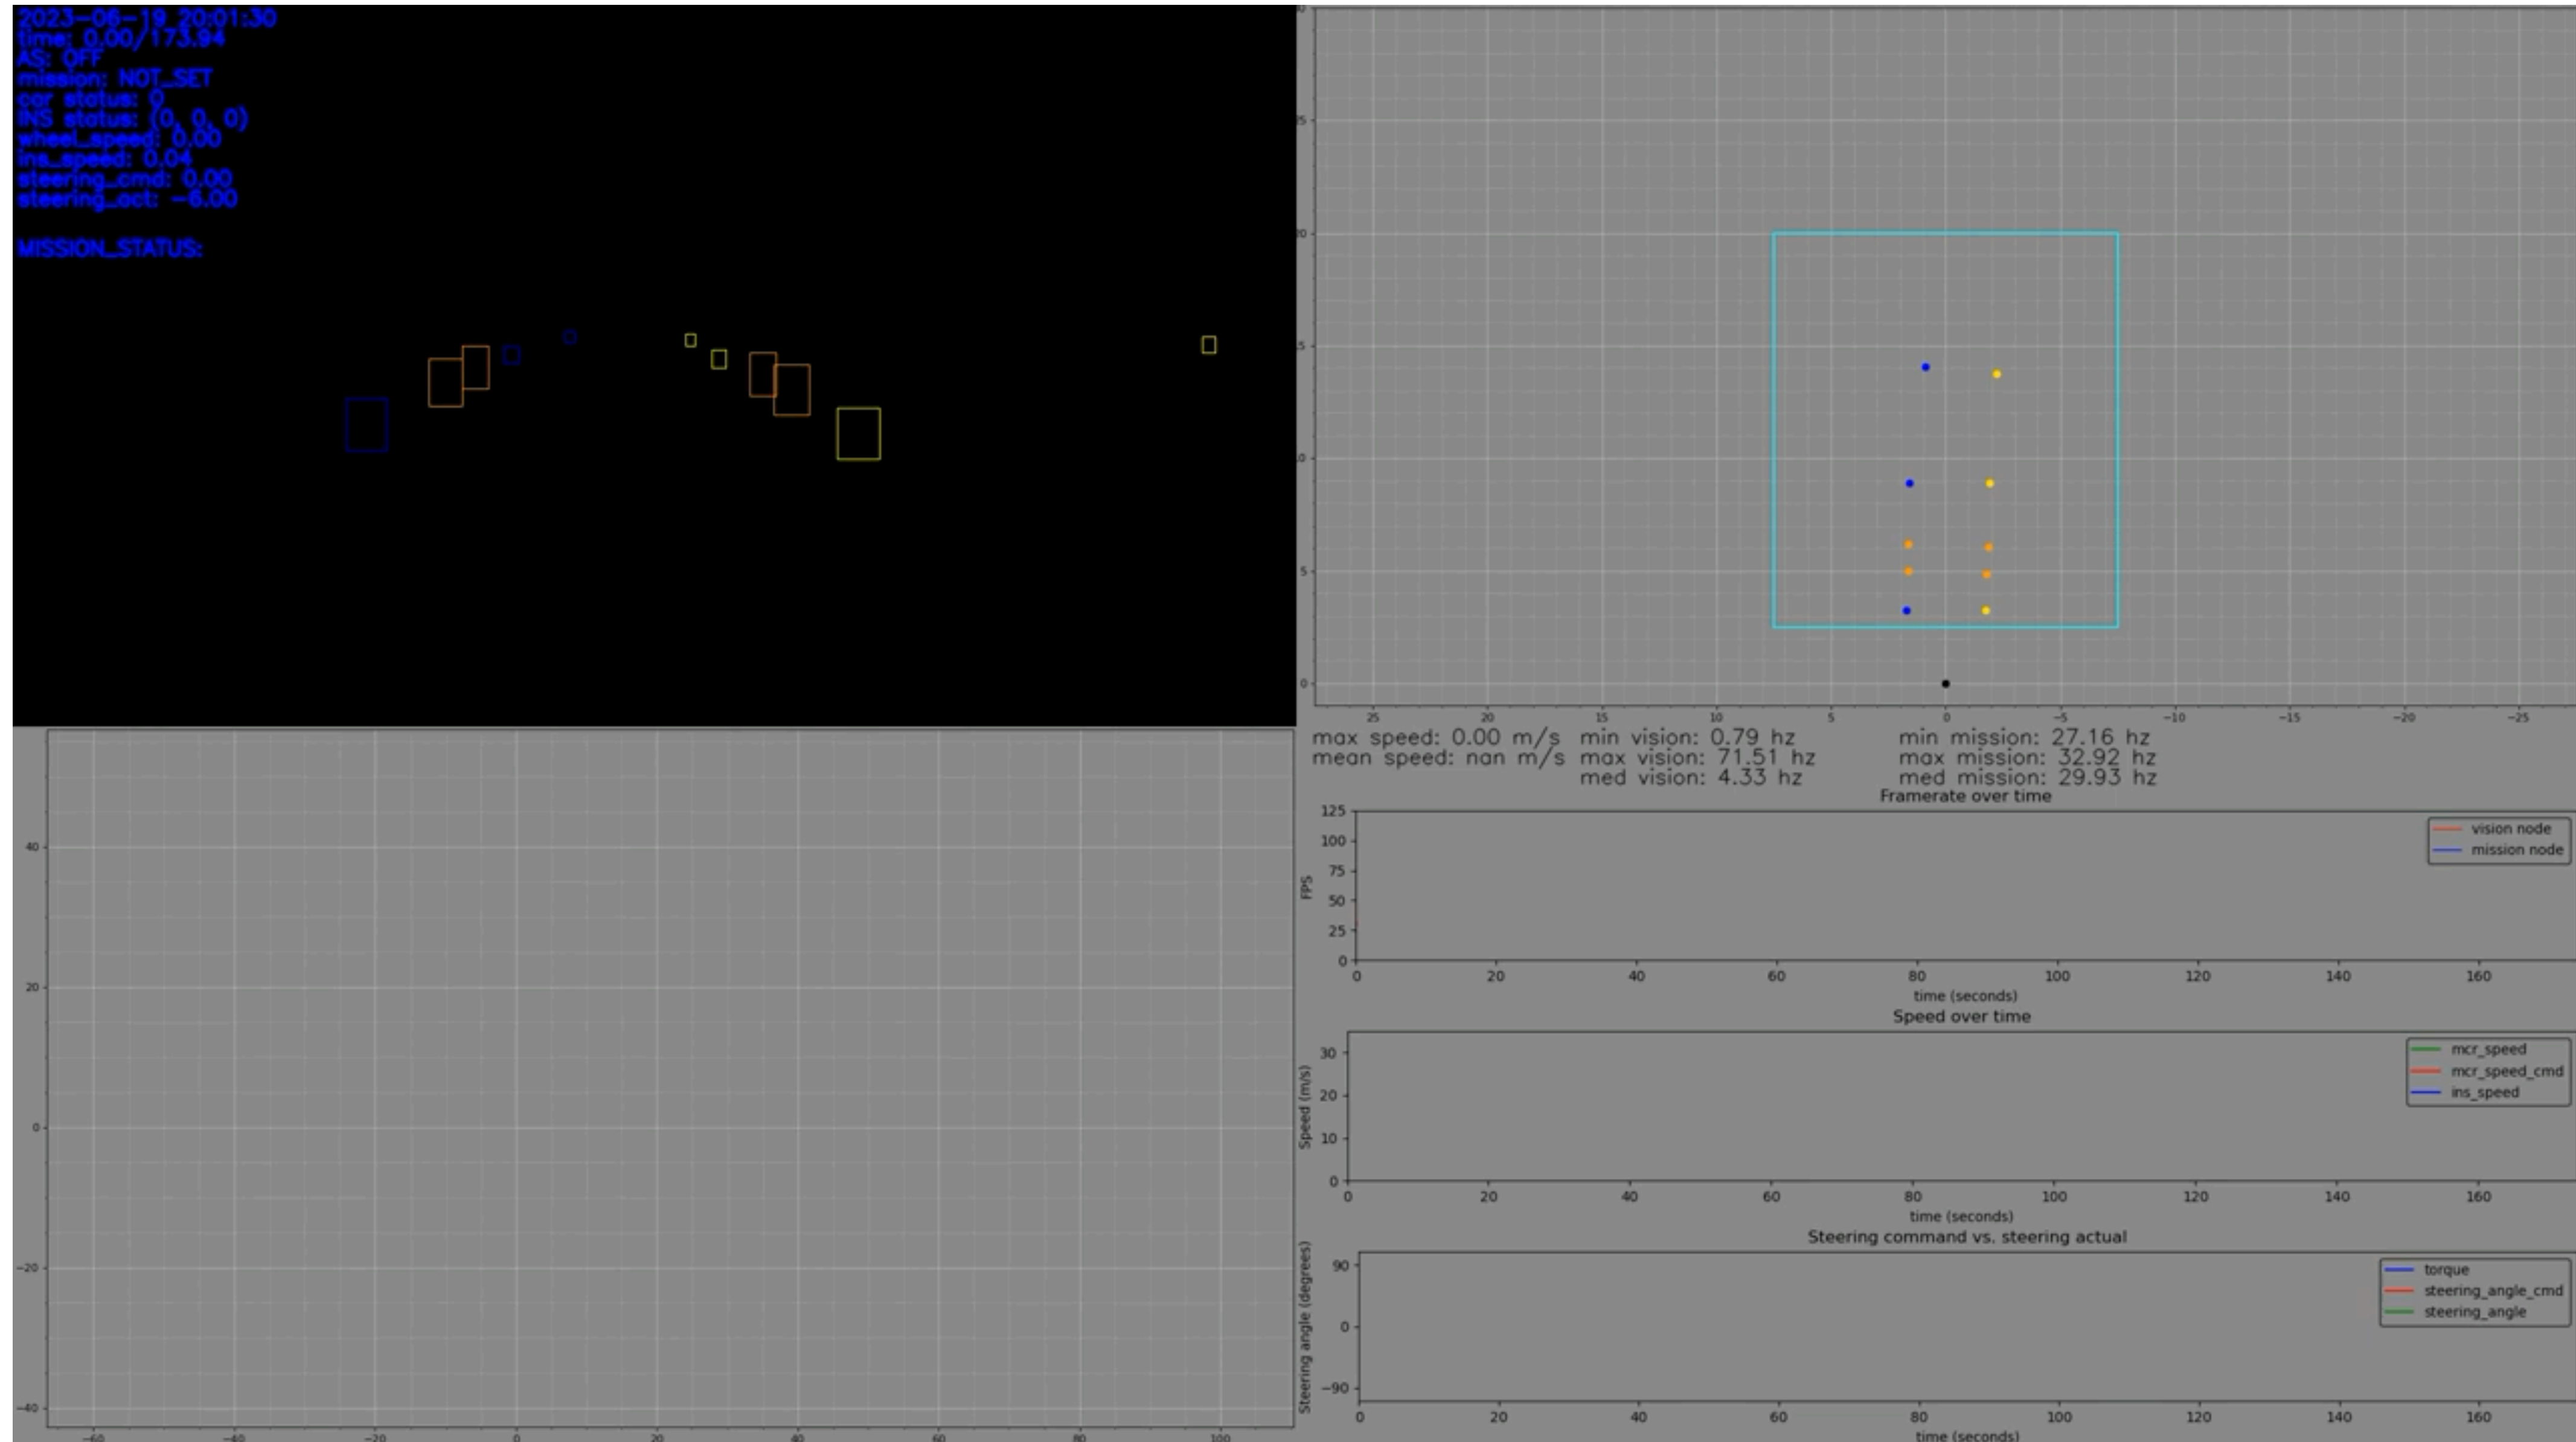 2023-06-19 20:01:30
time: 0.00/173.94
AS: OFF
mission: NOT_SET
car status: 0
INS status: (0, 0, 0)
wheel_speed: 0.00
ins_speed: 0.04
steering_cmd: 0.00
steering_act: -6.00
MISSION_STATUS:
20
5
0
25 20 15 10 5 0 −5 −10 −15 −20 −25
max speed: 0.00 m/s min vision: 0.79 hz min mission: 27.16 hz
mean speed: nan m/s max vision: 71.51 hz max mission: 32.92 hz
med vision: 4.33 hz med mission: 29.93 hz
40
20
0
−20
−40
−60 −40 −20 0 20 40 60 80 100
Framerate over time
vision node
mission node
FPS
125
100
75
50
25
0
0 20 40 60 80 100 120 140 160
time (seconds)
Speed over time
mcr_speed
mcr_speed_cmd
ins_speed
Speed (m/s)
30
20
10
0
0 20 40 60 80 100 120 140 160
time (seconds)
Steering command vs. steering actual
torque
steering_angle_cmd
steering_angle
Steering angle (degrees)
90
0
−90
0 20 40 60 80 100 120 140 160
time (seconds)